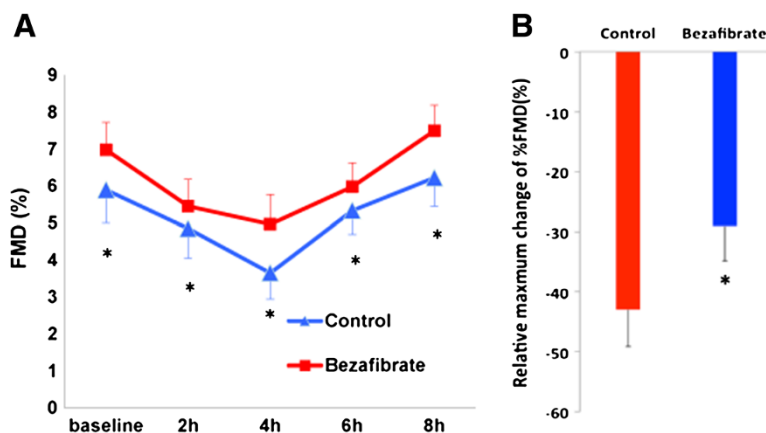 A
FMD (%)
9
8
7
6
5
4
3
2
1
0
*
*
*
*
*
Control
Bezafibrate
baseline 2h 4h 6h 8h
B
Control Bezafibrate
Relative maxmum change of %FMD(%)
0
-10
-20
-30
-40
-50
-60
*